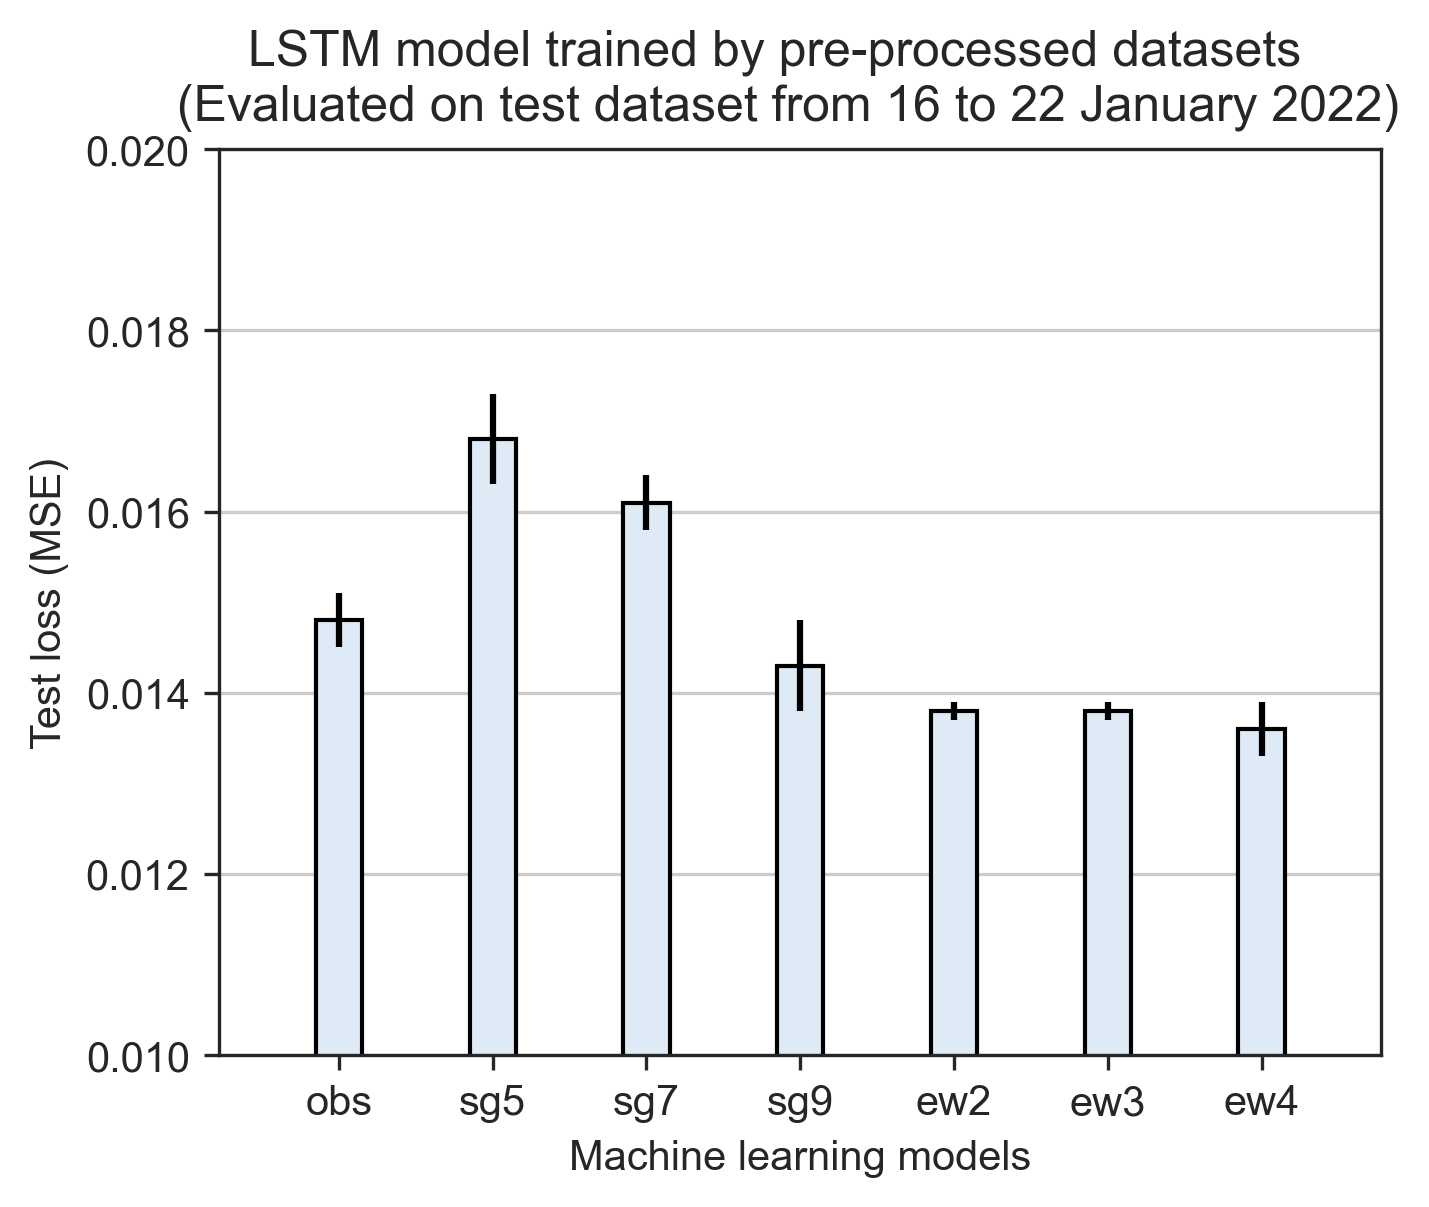 LSTM model trained by pre-processed datasets
(Evaluated on test dataset from 16 to 22 January 2022)
0.020
0.018
0.016
0.014
0.012
0.010
Test loss (MSE)
obs sg5 sg7 sg9 ew2 ew3 ew4
Machine learning models